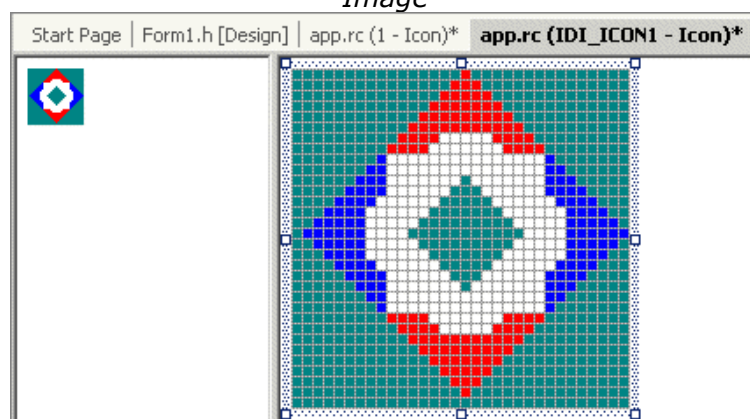 Image
Start Page | Form1.h [Design] | app.rc (1 - Icon)* app.rc (IDI_ICON1 - Icon)*